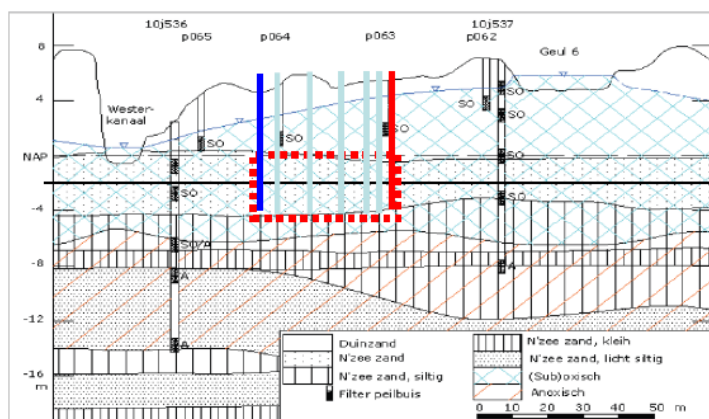 10j536
p065
p064
p063
10j537
p062
Geul 6
8
4
NAP
-4
-8
-12
-16
m
Wester-
kanaal
SO
SO
SO
SO
SO
SO
SO
SO
SO
SO/A
A
A
A
Duinzand
N'zee zand
N'zee zand, siltig
Filter peilbuis
N'zee zand, kleih
N'zee zand, licht siltig
(Sub)oxisch
Anoxisch
0 10 20 30 40 50 m